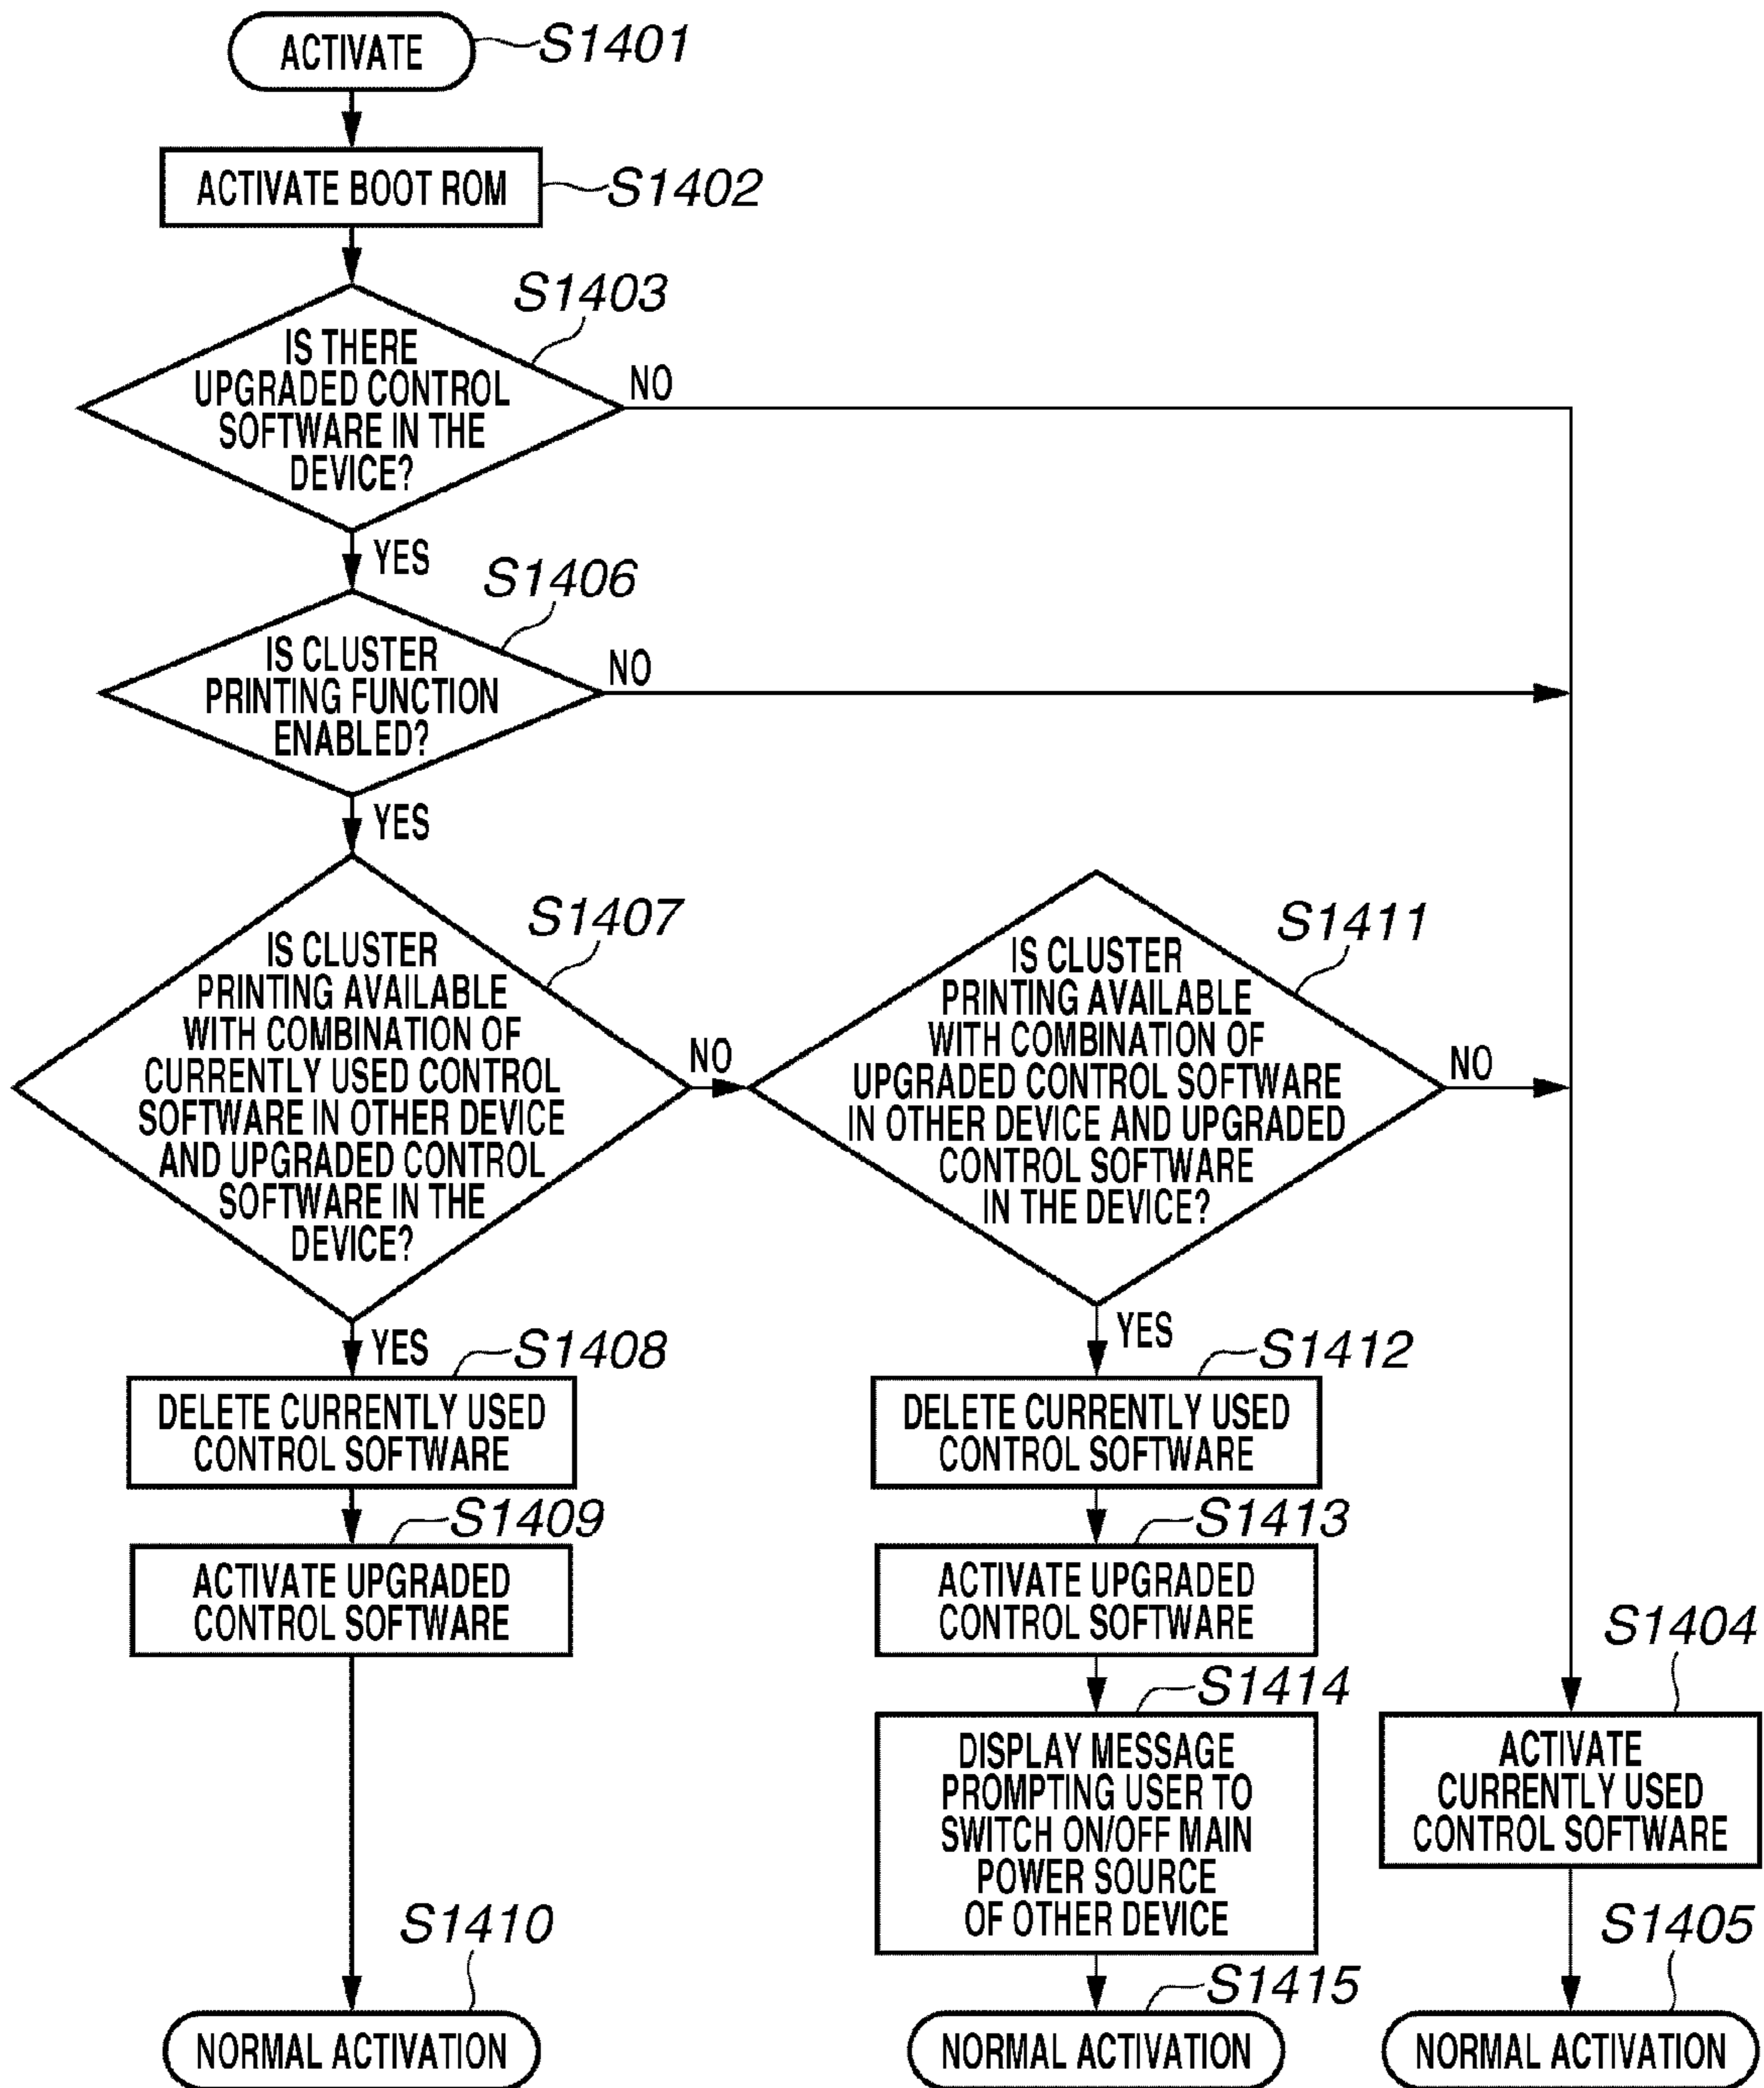 ACTIVATE
S1401
ACTIVATE BOOT ROM
S1402
S1403
IS THERE
UPGRADED CONTROL
SOFTWARE IN THE
DEVICE?
NO
YES
S1406
IS CLUSTER
PRINTING FUNCTION
ENABLED?
NO
YES
S1407
IS CLUSTER
PRINTING AVAILABLE
WITH COMBINATION OF
CURRENTLY USED CONTROL
SOFTWARE IN OTHER DEVICE
AND UPGRADED CONTROL
SOFTWARE IN THE
DEVICE?
NO
YES
S1411
IS CLUSTER
PRINTING AVAILABLE
WITH COMBINATION OF
UPGRADED CONTROL SOFTWARE
IN OTHER DEVICE AND UPGRADED
CONTROL SOFTWARE
IN THE DEVICE?
NO
YES
S1408
DELETE CURRENTLY USED
CONTROL SOFTWARE
S1409
ACTIVATE UPGRADED
CONTROL SOFTWARE
S1410
NORMAL ACTIVATION
S1412
DELETE CURRENTLY USED
CONTROL SOFTWARE
S1413
ACTIVATE UPGRADED
CONTROL SOFTWARE
S1414
DISPLAY MESSAGE
PROMPTING USER TO
SWITCH ON/OFF MAIN
POWER SOURCE
OF OTHER DEVICE
S1415
NORMAL ACTIVATION
S1404
ACTIVATE
CURRENTLY USED
CONTROL SOFTWARE
S1405
NORMAL ACTIVATION